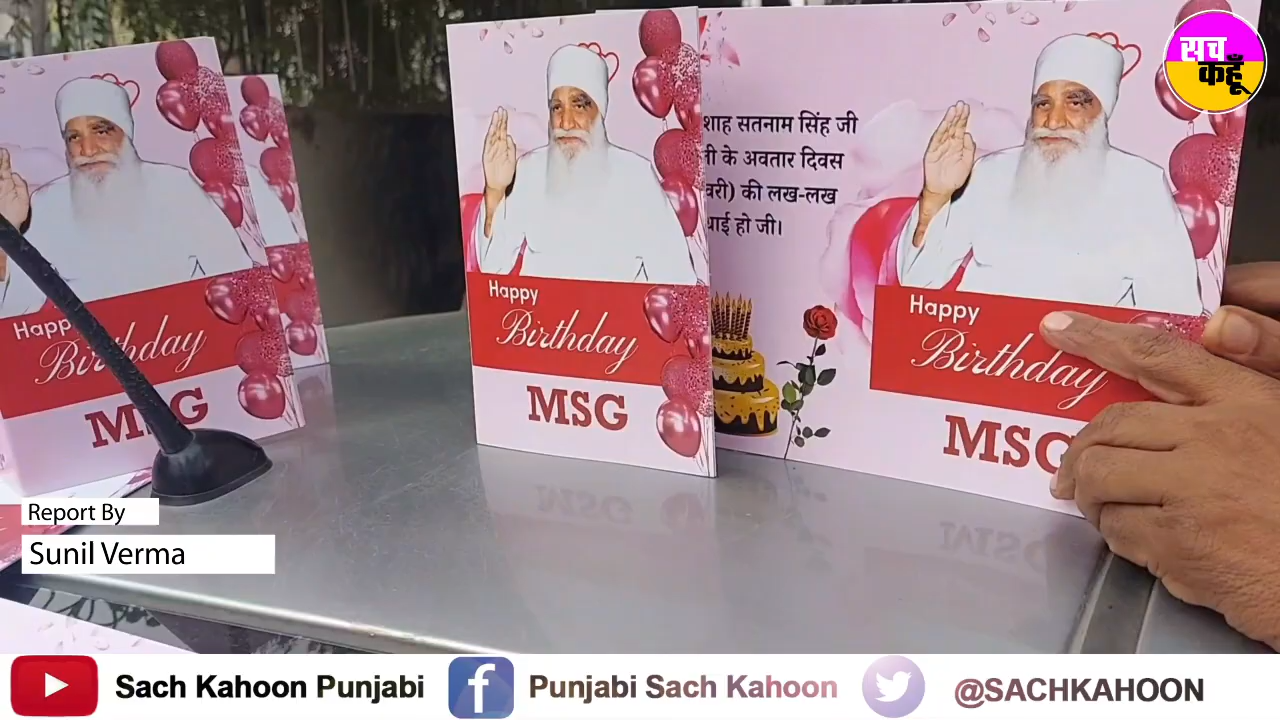 सच
कहूँ
शाह सतनाम सिंह जी
के अवतार दिवस
की लख-लख
हो जी।
Happy
Birthday
MSG
Happy
Birthday
MSG
Happy
Birthday
MSG
Report By
Sunil Verma
Sach Kahoon Punjabi
Punjabi Sach Kahoon
@SACHKAHOON